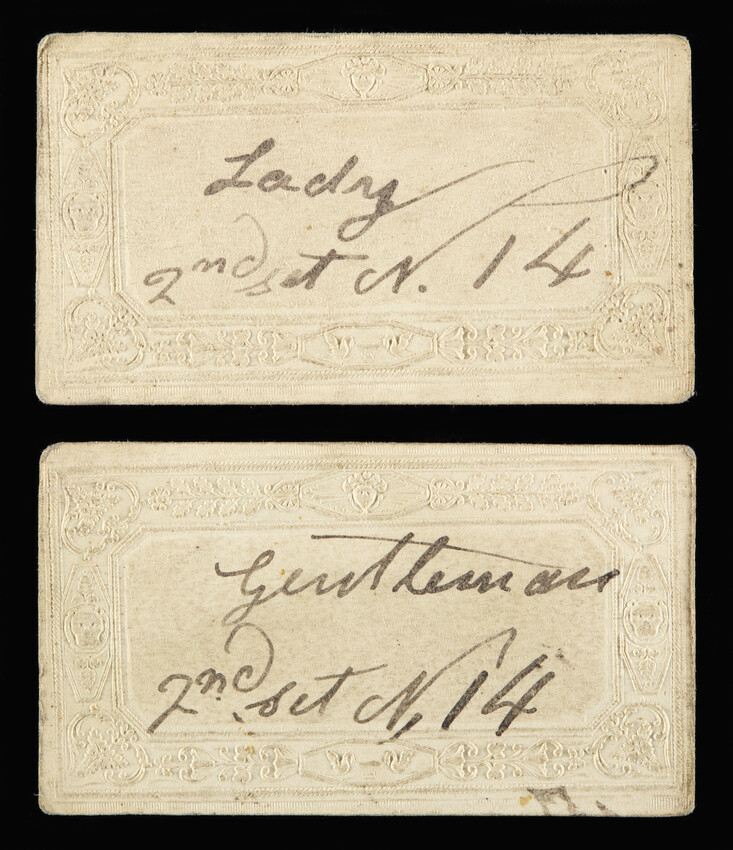 Lady
2nd set N. 14
Gentleman
2nd set N, 14